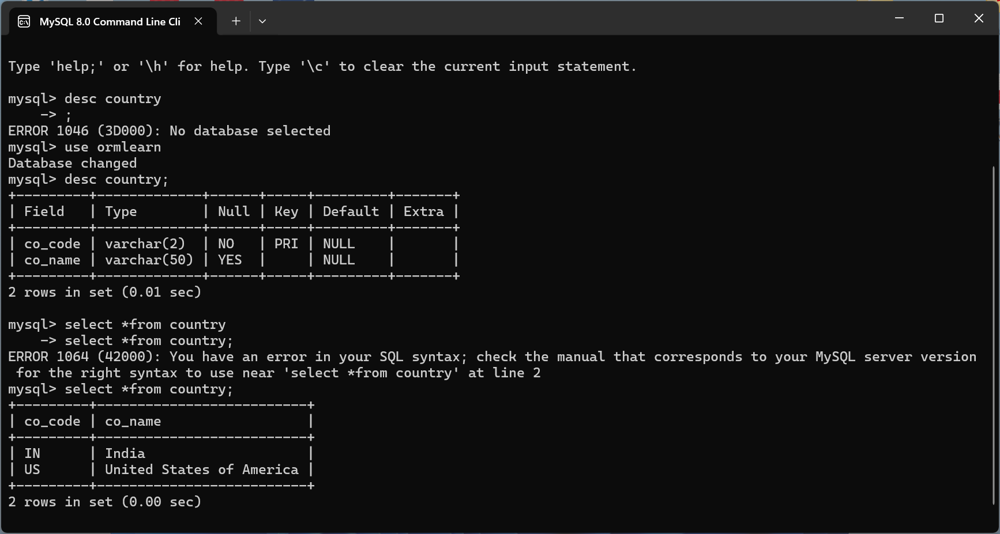 MySQL 8.0 Command Line Cli
Type 'help;' or '\h' for help. Type '\c' to clear the current input statement.
mysql> desc country
    -> ;
ERROR 1046 (3D000): No database selected
mysql> use ormlearn
Database changed
mysql> desc country;
+---------+-------------+------+-----+---------+-------+
| Field   | Type        | Null | Key | Default | Extra |
+---------+-------------+------+-----+---------+-------+
| co_code | varchar(2)  | NO   | PRI | NULL    |       |
| co_name | varchar(50) | YES  |     | NULL    |       |
+---------+-------------+------+-----+---------+-------+
2 rows in set (0.01 sec)
mysql> select *from country
    -> select *from country;
ERROR 1064 (42000): You have an error in your SQL syntax; check the manual that corresponds to your MySQL server version
 for the right syntax to use near 'select *from country' at line 2
mysql> select *from country;
+---------+--------------------------+
| co_code | co_name                  |
+---------+--------------------------+
| IN      | India                    |
| US      | United States of America |
+---------+--------------------------+
2 rows in set (0.00 sec)